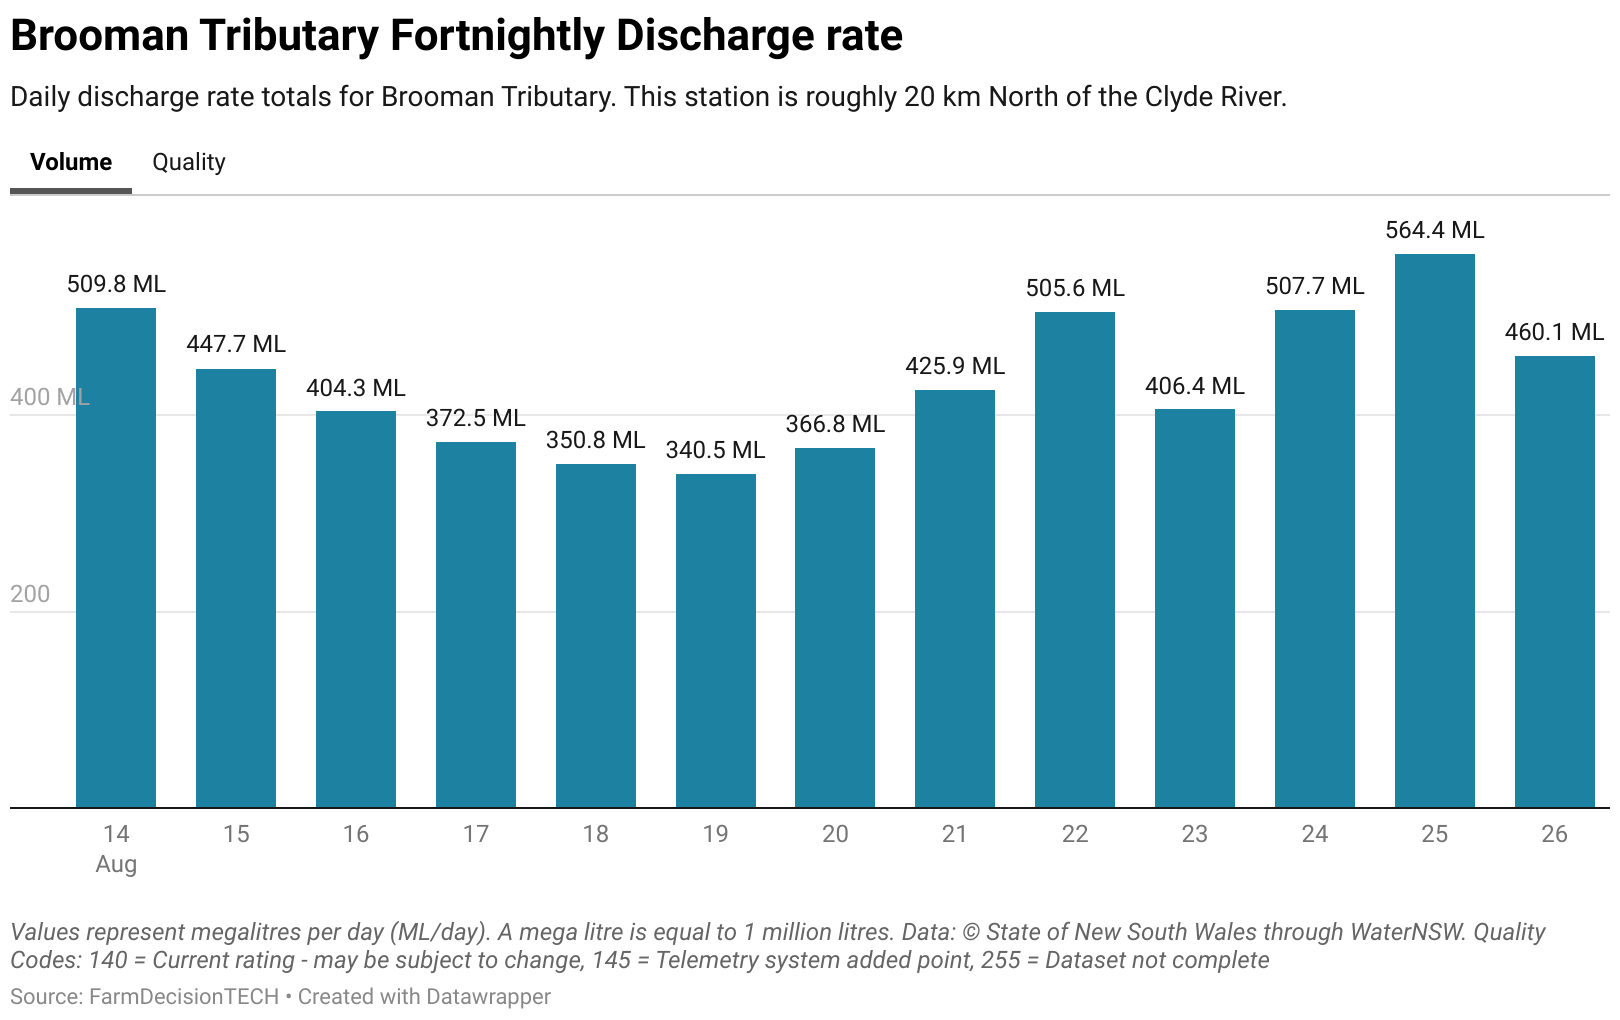 Brooman Tributary Fortnightly Discharge rate
Daily discharge rate totals for Brooman Tributary. This station is roughly 20 km North of the Clyde River.
Volume Quality
564.4 ML
509.8 ML
505.6 ML
507.7 ML
460.1 ML
447.7 ML
425.9 ML
404.3 ML
406.4 ML
400 ML
372.5 ML
366.8 ML
350.8 ML
340.5 ML
200
14 15 16 17 18 19 20 21 22 23 24 25 26
Aug
Values represent megalitres per day (ML/day). A mega litre is equal to 1 million litres. Data: © State of New South Wales through WaterNSW. Quality
Codes: 140 = Current rating - may be subject to change, 145 = Telemetry system added point, 255 = Dataset not complete
Source: FarmDecisionTECH • Created with Datawrapper